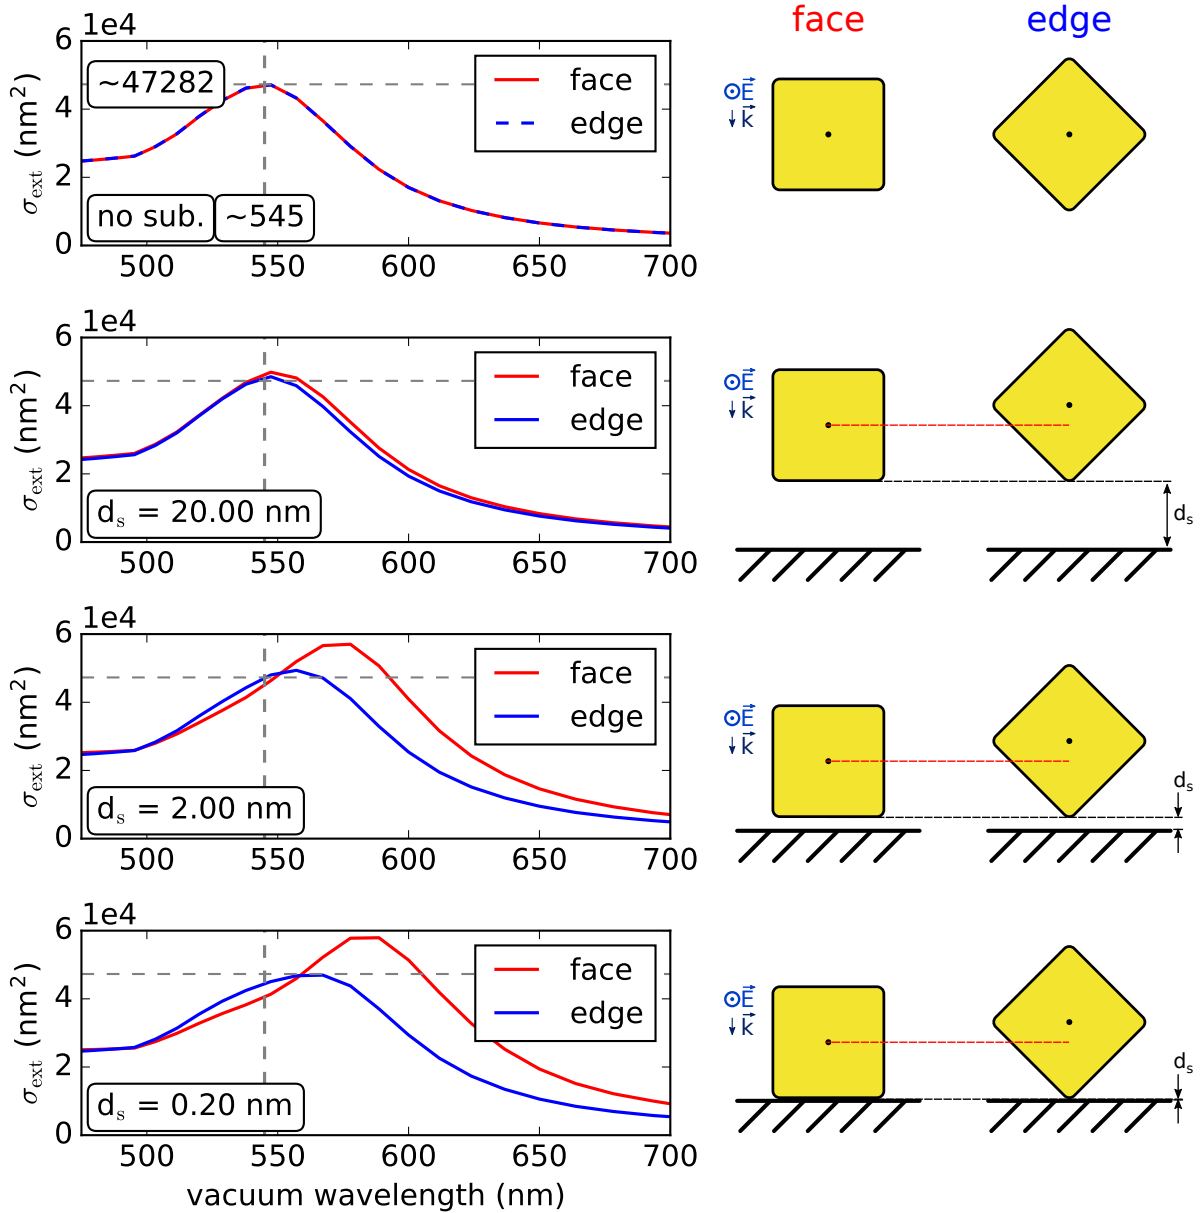 face edge
1e4
6
4
2
0
σext (nm²)
~47282
no sub. ~545
face
edge
500 550 600 650 700
⊙E⃗
↓k⃗
1e4
6
4
2
0
σext (nm²)
ds = 20.00 nm
face
edge
500 550 600 650 700
⊙E⃗
↓k⃗
ds
1e4
6
4
2
0
σext (nm²)
ds = 2.00 nm
face
edge
500 550 600 650 700
⊙E⃗
↓k⃗
ds
1e4
6
4
2
0
σext (nm²)
ds = 0.20 nm
face
edge
500 550 600 650 700
vacuum wavelength (nm)
⊙E⃗
↓k⃗
ds